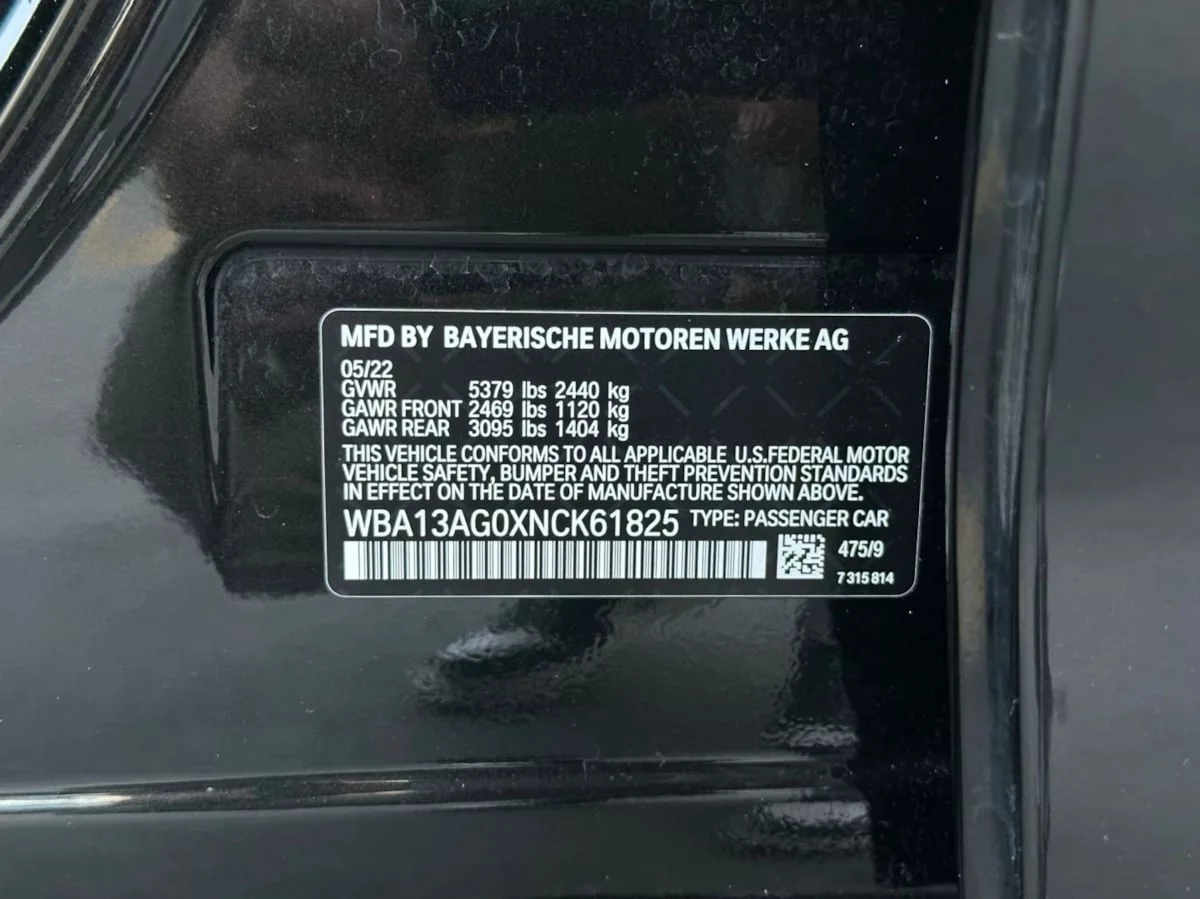 MFD BY BAYERISCHE MOTOREN WERKE AG
05/22
GVWR 5379 lbs 2440 kg
GAWR FRONT 2469 lbs 1120 kg
GAWR REAR 3095 lbs 1404 kg
THIS VEHICLE CONFORMS TO ALL APPLICABLE U.S.FEDERAL MOTOR
VEHICLE SAFETY, BUMPER AND THEFT PREVENTION STANDARDS
IN EFFECT ON THE DATE OF MANUFACTURE SHOWN ABOVE.
WBA13AG0XNCK61825 TYPE: PASSENGER CAR
475/9
7 315 814